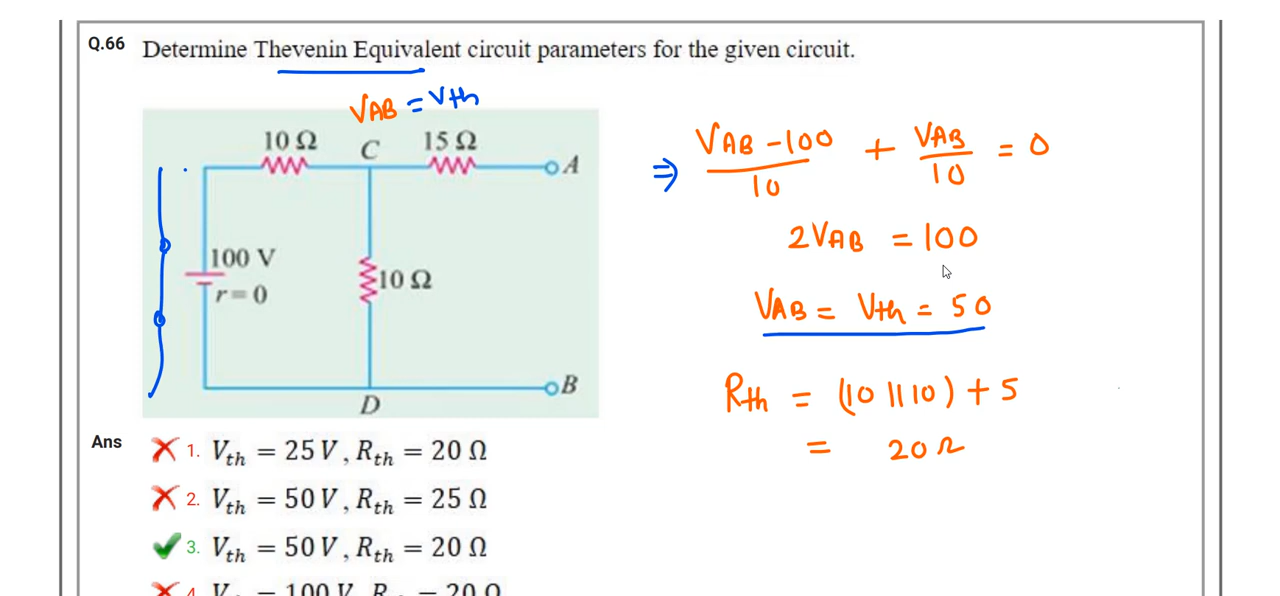 Q.66 Determine Thevenin Equivalent circuit parameters for the given circuit.
VAB = Vth
10 Ω C 15 Ω A
100 V
r = 0
10 Ω
B
D
⇒ VAB - 100 / 10 + VAB / 10 = 0
2VAB = 100
VAB = Vth = 50
Rth = (10 11 10) + 5
= 20 Ω
Ans
1. Vth = 25 V, Rth = 20 Ω
2. Vth = 50 V, Rth = 25 Ω
3. Vth = 50 V, Rth = 20 Ω